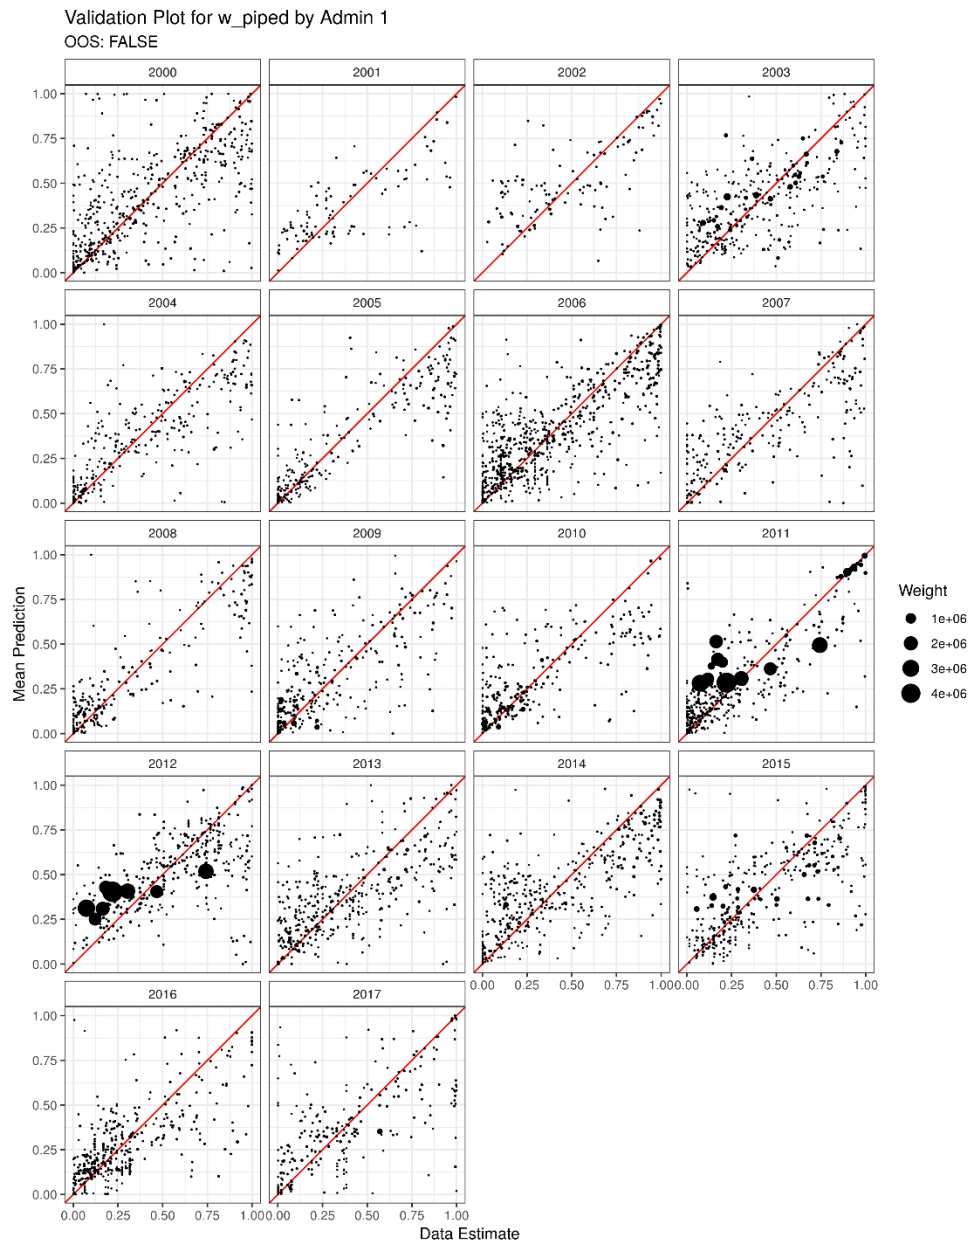 Validation Plot for w_piped by Admin 1
OOS: FALSE
2000 2001 2002 2003
1.00
0.75
0.50
0.25
0.00
2004 2005 2006 2007
1.00
0.75
0.50
0.25
0.00
2008 2009 2010 2011
1.00
0.75
0.50
0.25
0.00
Mean Prediction
Weight
1e+06
2e+06
3e+06
4e+06
2012 2013 2014 2015
1.00
0.75
0.50
0.25
0.00
0.00 0.25 0.50 0.75 1.00 0.00 0.25 0.50 0.75 1.00
2016 2017
1.00
0.75
0.50
0.25
0.00
0.00 0.25 0.50 0.75 1.00 0.00 0.25 0.50 0.75 1.00
Data Estimate